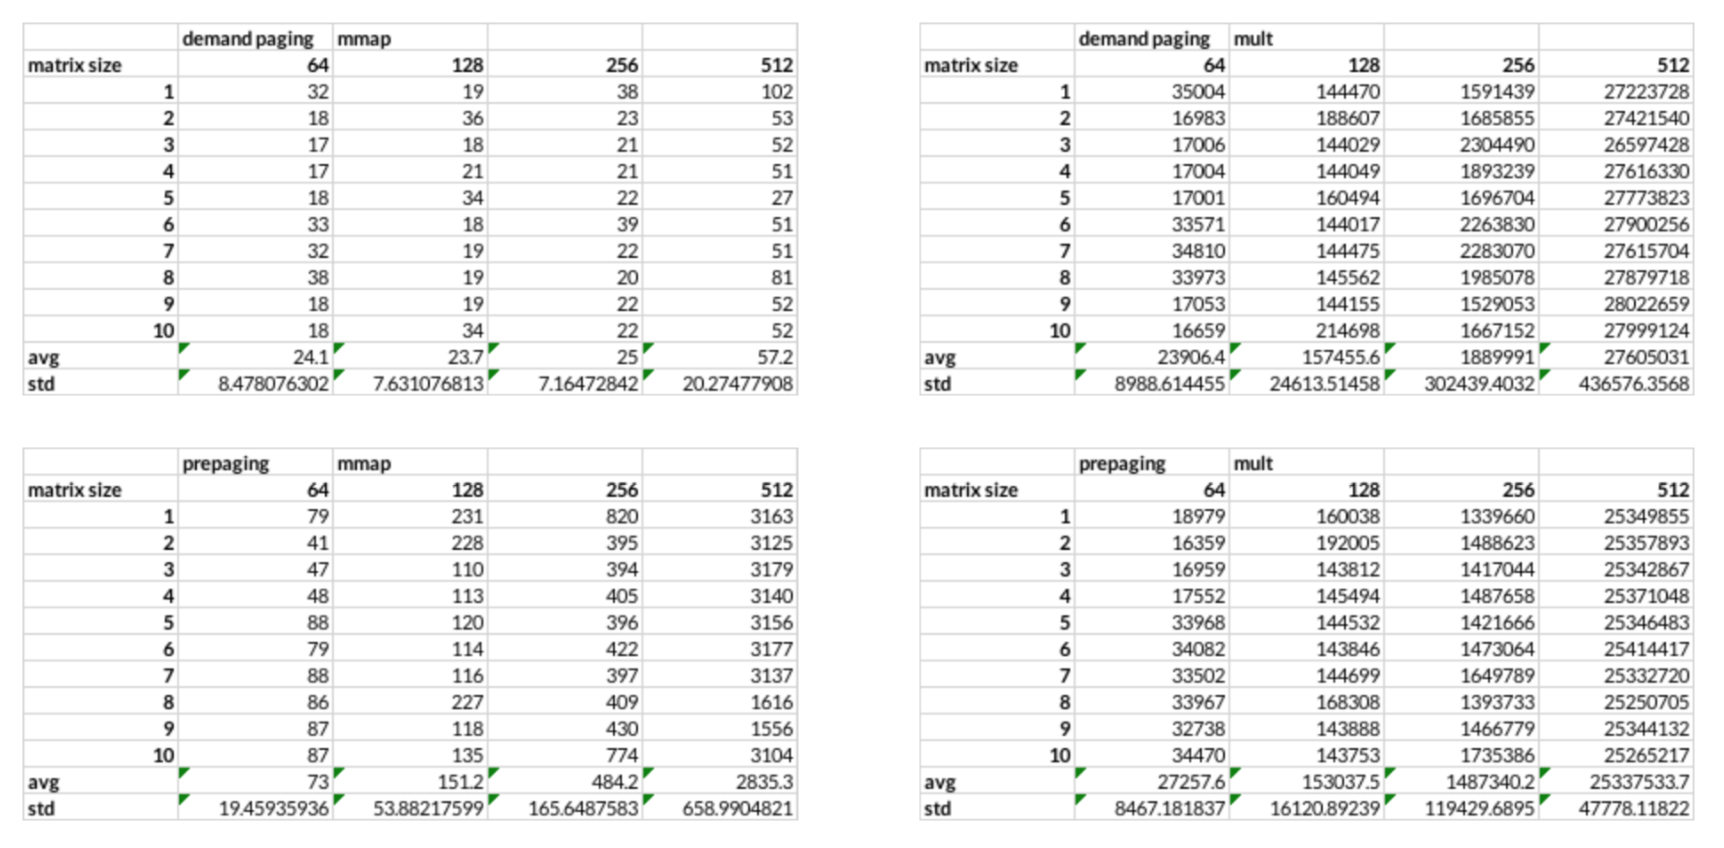 demand paging mmap
matrix size 64 128 256 512
1 32 19 38 102
2 18 36 23 53
3 17 18 21 52
4 17 21 21 51
5 18 34 22 27
6 33 18 39 51
7 32 19 22 51
8 38 19 20 81
9 18 19 22 52
10 18 34 22 52
avg 24.1 23.7 25 57.2
std 8.478076302 7.631076813 7.16472842 20.27477908
demand paging mult
matrix size 64 128 256 512
1 35004 144470 1591439 27223728
2 16983 188607 1685855 27421540
3 17006 144029 2304490 26597428
4 17004 144049 1893239 27616330
5 17001 160494 1696704 27773823
6 33571 144017 2263830 27900256
7 34810 144475 2283070 27615704
8 33973 145562 1985078 27879718
9 17053 144155 1529053 28022659
10 16659 214698 1667152 27999124
avg 23906.4 157455.6 1889991 27605031
std 8988.614455 24613.51458 302439.4032 436576.3568
prepaging mmap
matrix size 64 128 256 512
1 79 231 820 3163
2 41 228 395 3125
3 47 110 394 3179
4 48 113 405 3140
5 88 120 396 3156
6 79 114 422 3177
7 88 116 397 3137
8 86 227 409 1616
9 87 118 430 1556
10 87 135 774 3104
avg 73 151.2 484.2 2835.3
std 19.45935936 53.88217599 165.6487583 658.9904821
prepaging mult
matrix size 64 128 256 512
1 18979 160038 1339660 25349855
2 16359 192005 1488623 25357893
3 16959 143812 1417044 25342867
4 17552 145494 1487658 25371048
5 33968 144532 1421666 25346483
6 34082 143846 1473064 25414417
7 33502 144699 1649789 25332720
8 33967 168308 1393733 25250705
9 32738 143888 1466779 25344132
10 34470 143753 1735386 25265217
avg 27257.6 153037.5 1487340.2 25337533.7
std 8467.181837 16120.89239 119429.6895 47778.11822